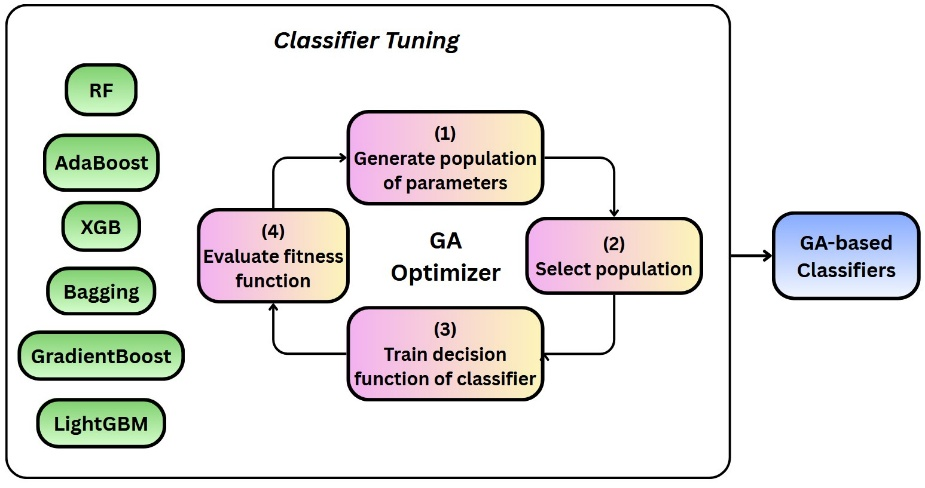 Classifier Tuning
RF
AdaBoost
XGB
Bagging
GradientBoost
LightGBM
(1)
Generate population
of parameters
(2)
Select population
(3)
Train decision
function of classifier
(4)
Evaluate fitness
function
GA
Optimizer
GA-based
Classifiers